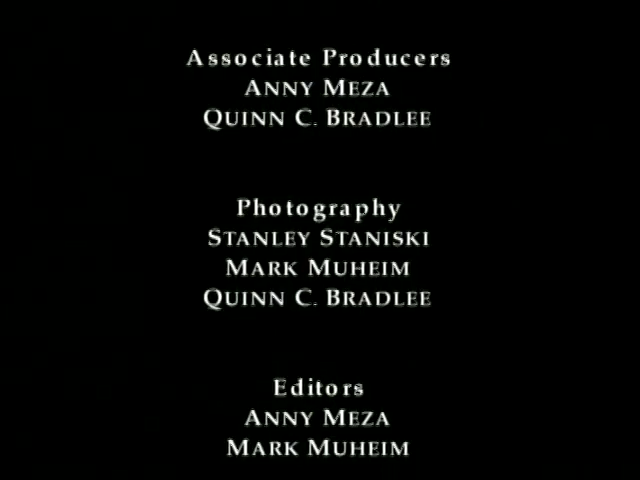 Associate Producers
ANNY MEZA
QUINN C. BRADLEE
Photography
STANLEY STANISKI
MARK MUHEIM
QUINN C. BRADLEE
Editors
ANNY MEZA
MARK MUHEIM